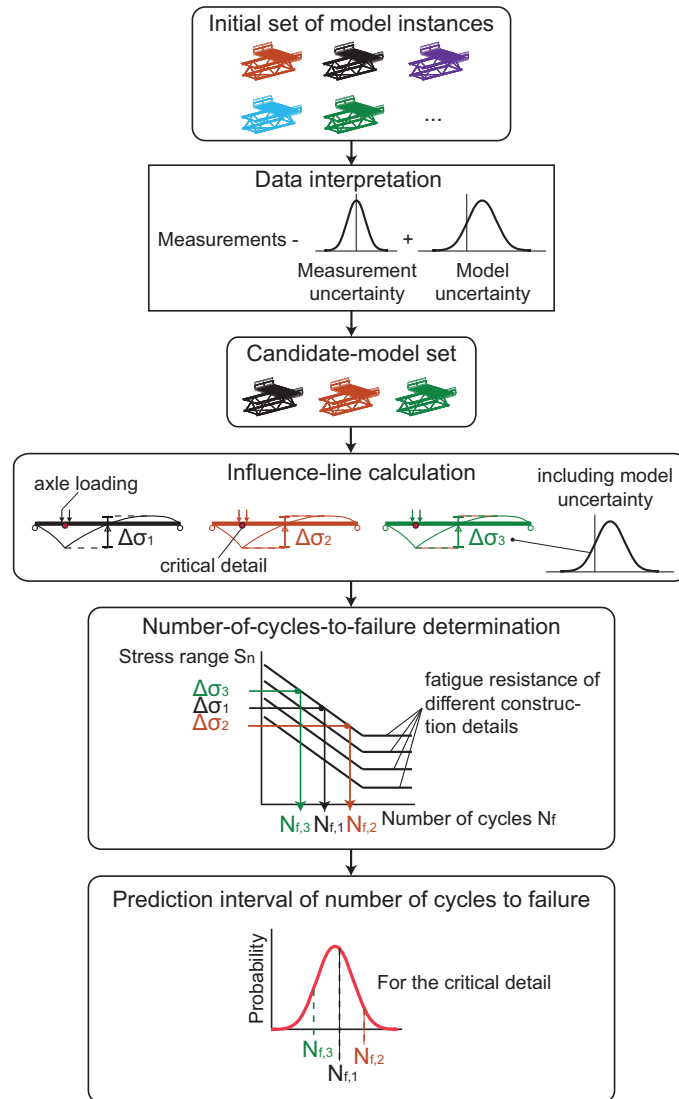 Initial set of model instances
...
Data interpretation
Measurements - +
Measurement
uncertainty
Model
uncertainty
Candidate-model set
Influence-line calculation
axle loading
including model
uncertainty
Δσ1
Δσ2
Δσ3
critical detail
Number-of-cycles-to-failure determination
Stress range Sn
Δσ3
Δσ1
Δσ2
fatigue resistance of
different construc-
tion details
Nf,3 Nf,1 Nf,2
Number of cycles Nf
Prediction interval of number of cycles to failure
Probability
For the critical detail
Nf,3
Nf,1
Nf,2